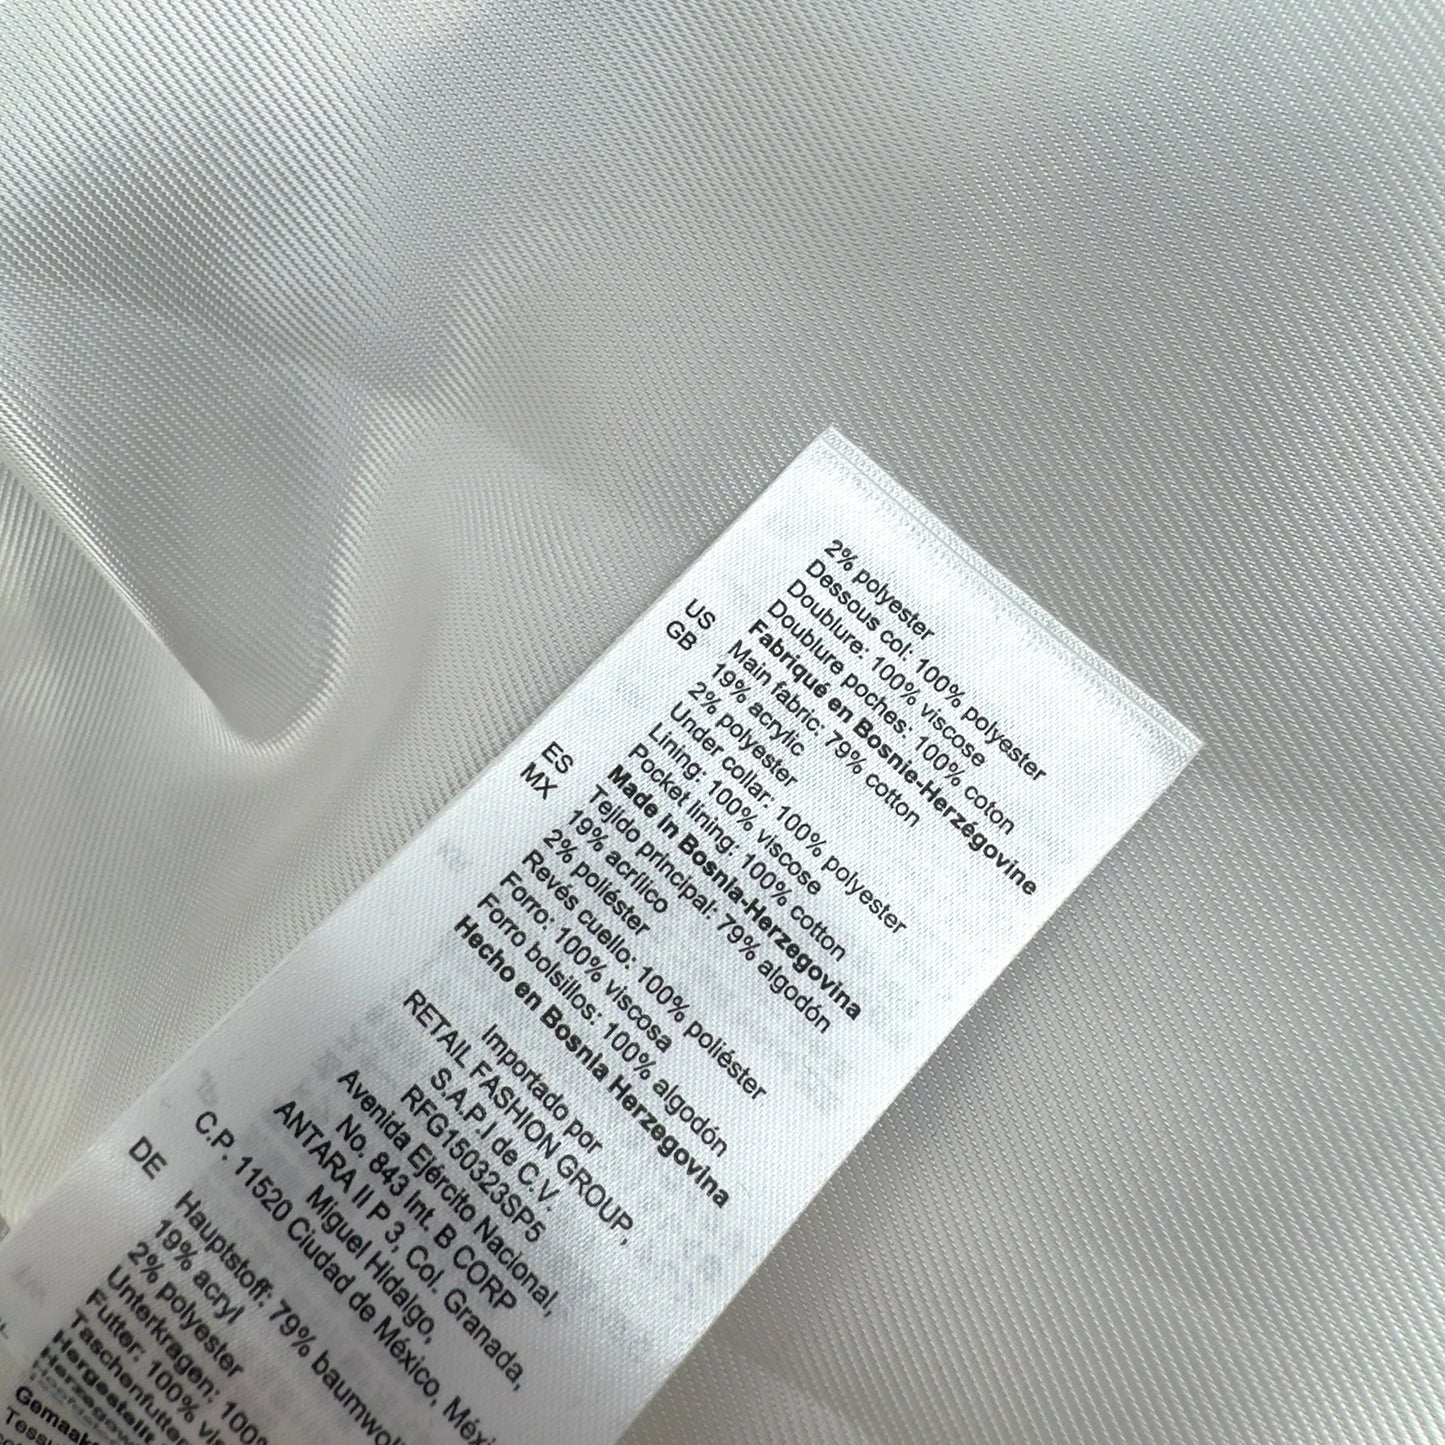 2% polyester
Dessous col: 100% polyester
Doublure: 100% viscose
Doublure poches: 100% coton
Fabriqué en Bosnie-Herzégovine
US
GB
Main fabric: 79% cotton
19% acrylic
2% polyester
Under collar: 100% polyester
Lining: 100% viscose
Pocket lining: 100% cotton
Made in Bosnia-Herzegovina
ES
MX
Tejido principal: 79% algodón
19% acrílico
2% poliéster
Revés cuello: 100% poliéster
Forro: 100% viscosa
Forro bolsillos: 100% algodón
Hecho en Bosnia Herzegovina
Importado por
RETAIL FASHION GROUP,
S.A.P.I de C.V.
RFG150323SP5
Avenida Ejército Nacional,
No. 843 Int. B CORP
ANTARA II P 3, Col. Granada,
Miguel Hidalgo,
C.P. 11520 Ciudad de México,
DE
Hauptstoff: 79%
19% acryl
2% polyester
Unterkragen:
Futter: 100%
Hergestellt